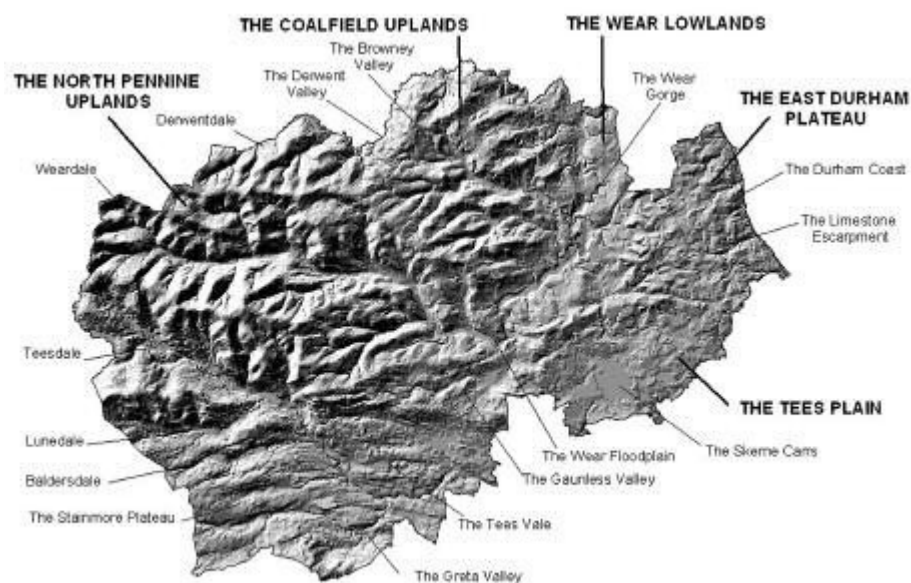 THE COALFIELD UPLANDS
THE WEAR LOWLANDS
The Browney
Valley
The Derwent
Valley
The Wear
Gorge
THE NORTH PENNINE
UPLANDS
THE EAST DURHAM
PLATEAU
Derwentdale
Weardale
The Durham Coast
The Limestone
Escarpment
Teesdale
THE TEES PLAIN
Lunedale
The Wear Floodplain
The Skerne Carrs
Baldersdale
The Gaunless Valley
The Stainmore Plateau
The Tees Vale
The Greta Valley